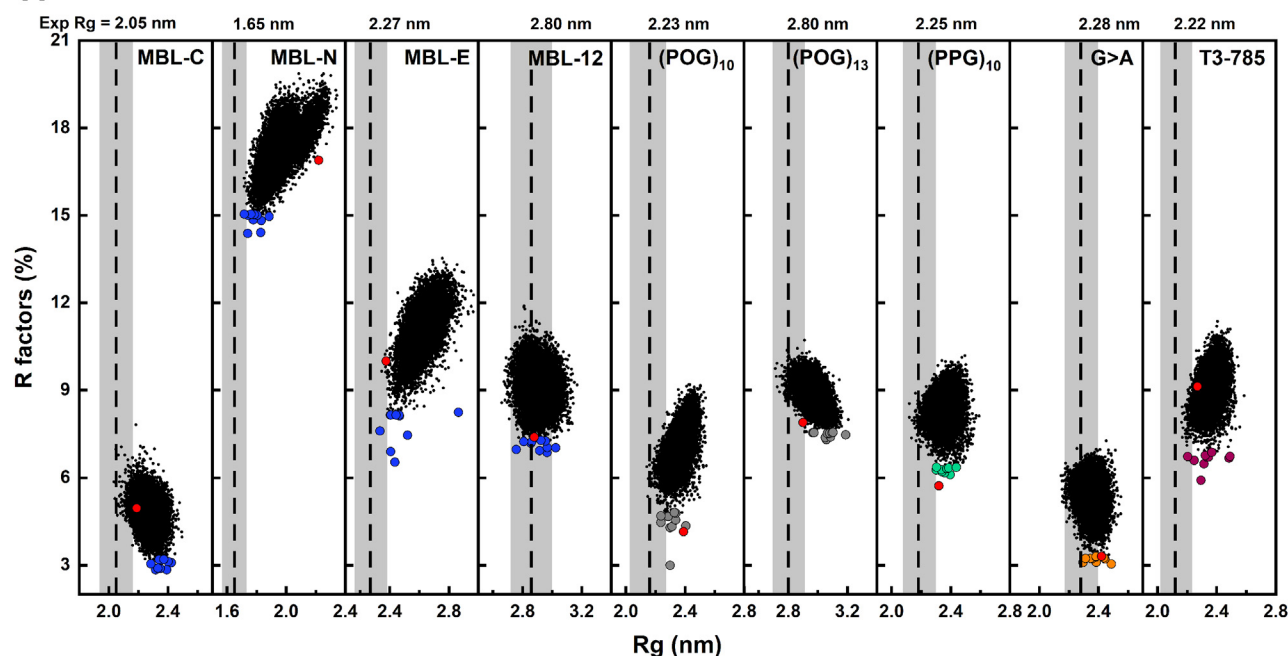 Exp Rg = 2.05 nm 1.65 nm 2.27 nm 2.80 nm 2.23 nm 2.80 nm 2.25 nm 2.28 nm 2.22 nm
MBL-C MBL-N MBL-E MBL-12 (POG)₁₀ (POG)₁₃ (PPG)₁₀ G>A T3-785
21
18
15
12
9
6
3
R factors (%)
2.0 2.4 1.6 2.0 2.4 2.4 2.8 2.8 3.2 2.0 2.4 2.8 2.8 3.2 2.0 2.4 2.8 2.0 2.4 2.8 2.0 2.4 2.8
Rg (nm)